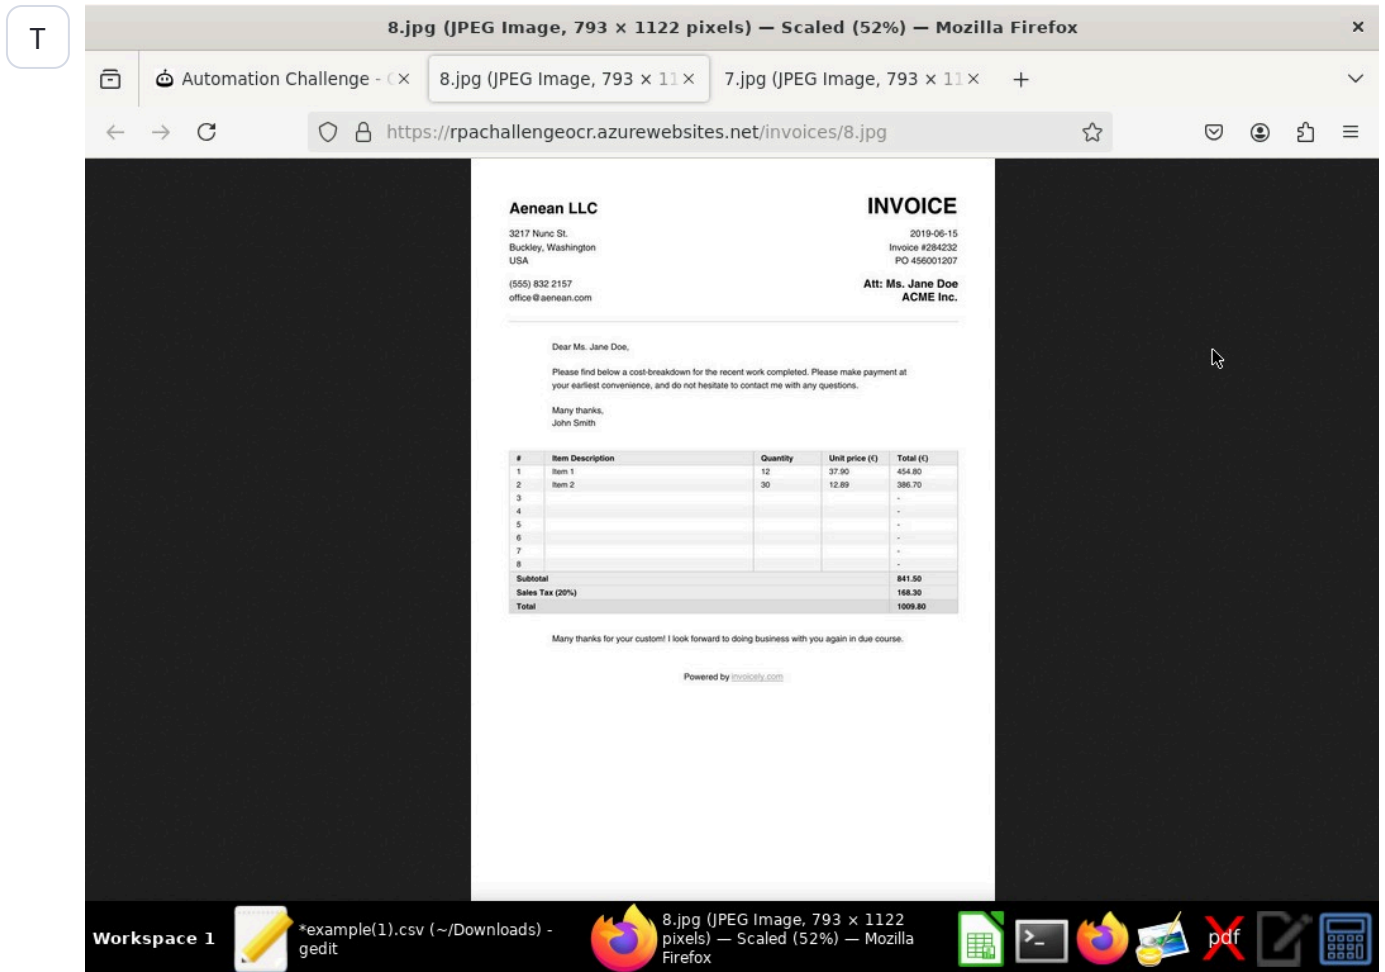 T
8.jpg (JPEG Image, 793 × 1122 pixels) — Scaled (52%) — Mozilla Firefox
Automation Challenge -
8.jpg (JPEG Image, 793 × 11
7.jpg (JPEG Image, 793 × 11
https://rpachallengeocr.azurewebsites.net/invoices/8.jpg
Aenean LLC
INVOICE
3217 Nunc St.
2019-06-15
Buckley, Washington
Invoice #284232
USA
PO 456001207
(555) 832 2157
Att: Ms. Jane Doe
office@aenean.com
ACME Inc.
Dear Ms. Jane Doe,
Please find below a cost-breakdown for the recent work completed. Please make payment at
your earliest convenience, and do not hesitate to contact me with any questions.
Many thanks,
John Smith
# Item Description Quantity Unit price (€) Total (€)
1 Item 1 12 37.90 454.80
2 Item 2 30 12.89 386.70
3 -
4 -
5 -
6 -
7 -
8 -
Subtotal 841.50
Sales Tax (20%) 168.30
Total 1009.80
Many thanks for your custom! I look forward to doing business with you again in due course.
Powered by invoicely.com
Workspace 1
*example(1).csv (~/Downloads) -
gedit
8.jpg (JPEG Image, 793 × 1122
pixels) — Scaled (52%) — Mozilla
Firefox
pdf